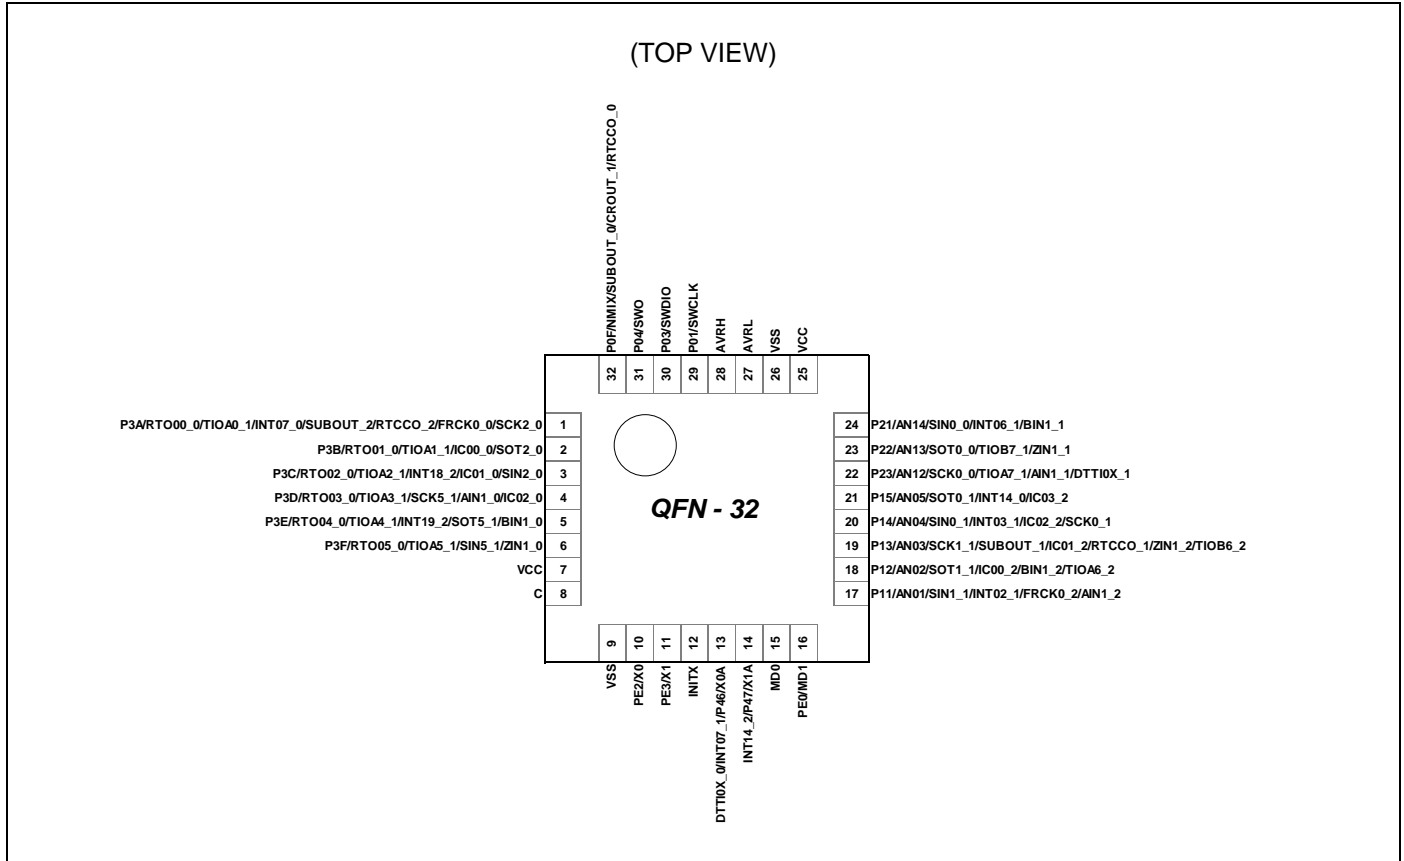 (TOP VIEW)
P0F/NMIX/SUBOUT_0/CROUT_1/RTCCO_0
P04/SWO
P03/SWDIO
P01/SWCLK
AVRH
AVRL
VSS
VCC
32 31 30 29 28 27 26 25
P3A/RTO00_0/TIOA0_1/INT07_0/SUBOUT_2/RTCCO_2/FRCK0_0/SCK2_0 1
P3B/RTO01_0/TIOA1_1/IC00_0/SOT2_0 2
P3C/RTO02_0/TIOA2_1/INT18_2/IC01_0/SIN2_0 3
P3D/RTO03_0/TIOA3_1/SCK5_1/AIN1_0/IC02_0 4
P3E/RTO04_0/TIOA4_1/INT19_2/SOT5_1/BIN1_0 5
P3F/RTO05_0/TIOA5_1/SIN5_1/ZIN1_0 6
VCC 7
C 8
QFN - 32
24 P21/AN14/SIN0_0/INT06_1/BIN1_1
23 P22/AN13/SOT0_0/TIOB7_1/ZIN1_1
22 P23/AN12/SCK0_0/TIOA7_1/AIN1_1/DTTI0X_1
21 P15/AN05/SOT0_1/INT14_0/IC03_2
20 P14/AN04/SIN0_1/INT03_1/IC02_2/SCK0_1
19 P13/AN03/SCK1_1/SUBOUT_1/IC01_2/RTCCO_1/ZIN1_2/TIOB6_2
18 P12/AN02/SOT1_1/IC00_2/BIN1_2/TIOA6_2
17 P11/AN01/SIN1_1/INT02_1/FRCK0_2/AIN1_2
9 10 11 12 13 14 15 16
VSS
PE2/X0
PE3/X1
INITX
DTTI0X_0/INT07_1/P46/X0A
INT14_2/P47/X1A
MD0
PE0/MD1